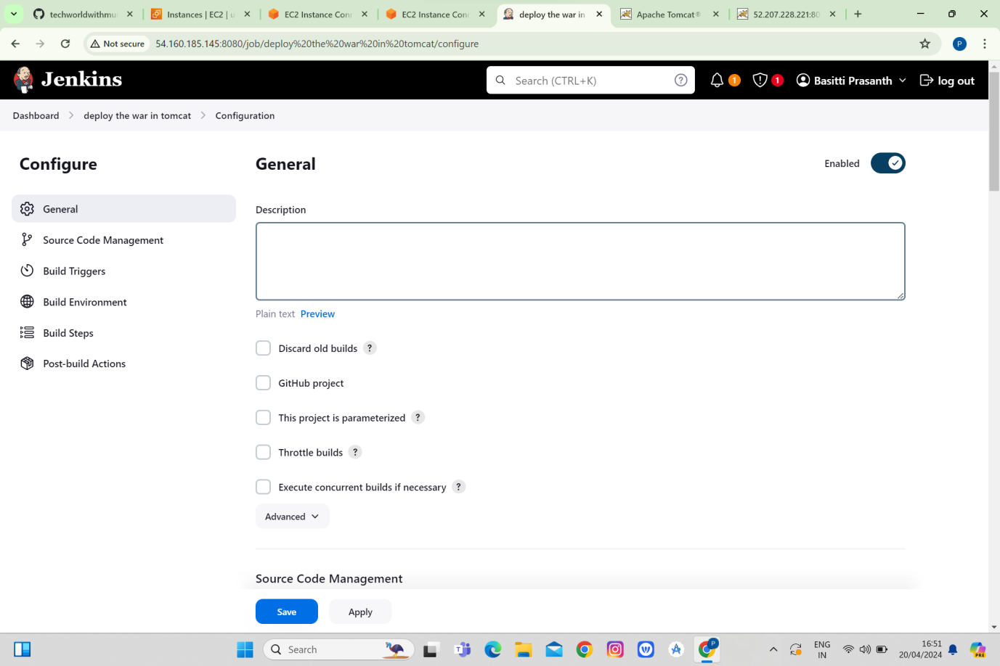 techworldwithmu
Instances | EC2 | u
EC2 Instance Conn
EC2 Instance Conn
deploy the war in
Apache Tomcat®
52.207.228.221:80
Not secure
54.160.185.145:8080/job/deploy%20the%20war%20in%20tomcat/configure
P
Jenkins
Search (CTRL+K)
?
1
1
Basitti Prasanth
log out
Dashboard > deploy the war in tomcat > Configuration
Configure
General
Source Code Management
Build Triggers
Build Environment
Build Steps
Post-build Actions
General
Enabled
Description
Plain text Preview
Discard old builds ?
GitHub project
This project is parameterized ?
Throttle builds ?
Execute concurrent builds if necessary ?
Advanced
Source Code Management
Save
Apply
Search
P
ENG
IN
16:51
20/04/2024
PRE